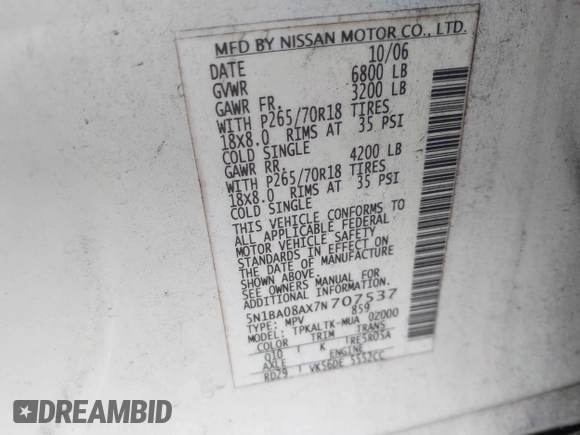 MFD BY NISSAN MOTOR CO., LTD.
DATE 10/06
GVWR 6800 LB
GAWR FR. 3200 LB
WITH P265/70R18 TIRES
18x8.0 RIMS AT 35 PSI
COLD SINGLE
GAWR RR. 4200 LB
WITH P265/70R18 TIRES
18x8.0 RIMS AT 35 PSI
COLD SINGLE
THIS VEHICLE CONFORMS TO
ALL APPLICABLE FEDERAL
MOTOR VEHICLE SAFETY
STANDARDS IN EFFECT ON
THE DATE OF MANUFACTURE
SHOWN ABOVE.
SEE OWNERS MANUAL FOR
ADDITIONAL INFORMATION.
5N1BA08AX7N707537
TYPE: MPV 859
TPKALTK-MUA 02000
COLOR TRIM TRANS
Q10 K RE5R05A
AXLE ENGINE
RD29 VK56DE 5552CC
DREAMBID